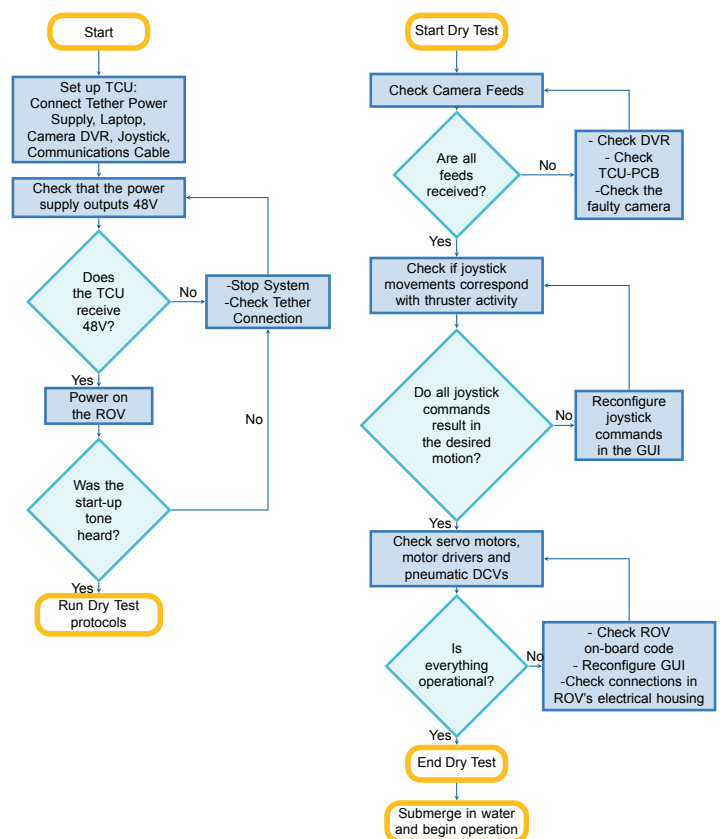 Start
Set up TCU:
Connect Tether Power
Supply, Laptop,
Camera DVR, Joystick,
Communications Cable
Check that the power
supply outputs 48V
Does
the TCU
receive
48V?
No
-Stop System
-Check Tether
Connection
Yes
Power on
the ROV
No
Was the
start-up
tone
heard?
Yes
Run Dry Test
protocols
Start Dry Test
Check Camera Feeds
Are all
feeds
received?
No
- Check DVR
- Check
TCU-PCB
-Check the
faulty camera
Yes
Check if joystick
movements correspond
with thruster activity
Do all joystick
commands
result in
the desired
motion?
No
Reconfigure
joystick
commands
in the GUI
Yes
Check servo motors,
motor drivers and
pneumatic DCVs
Is
everything
operational?
No
- Check ROV
on-board code
- Reconfigure GUI
-Check connections in
ROV's electrical housing
Yes
End Dry Test
Submerge in water
and begin operation